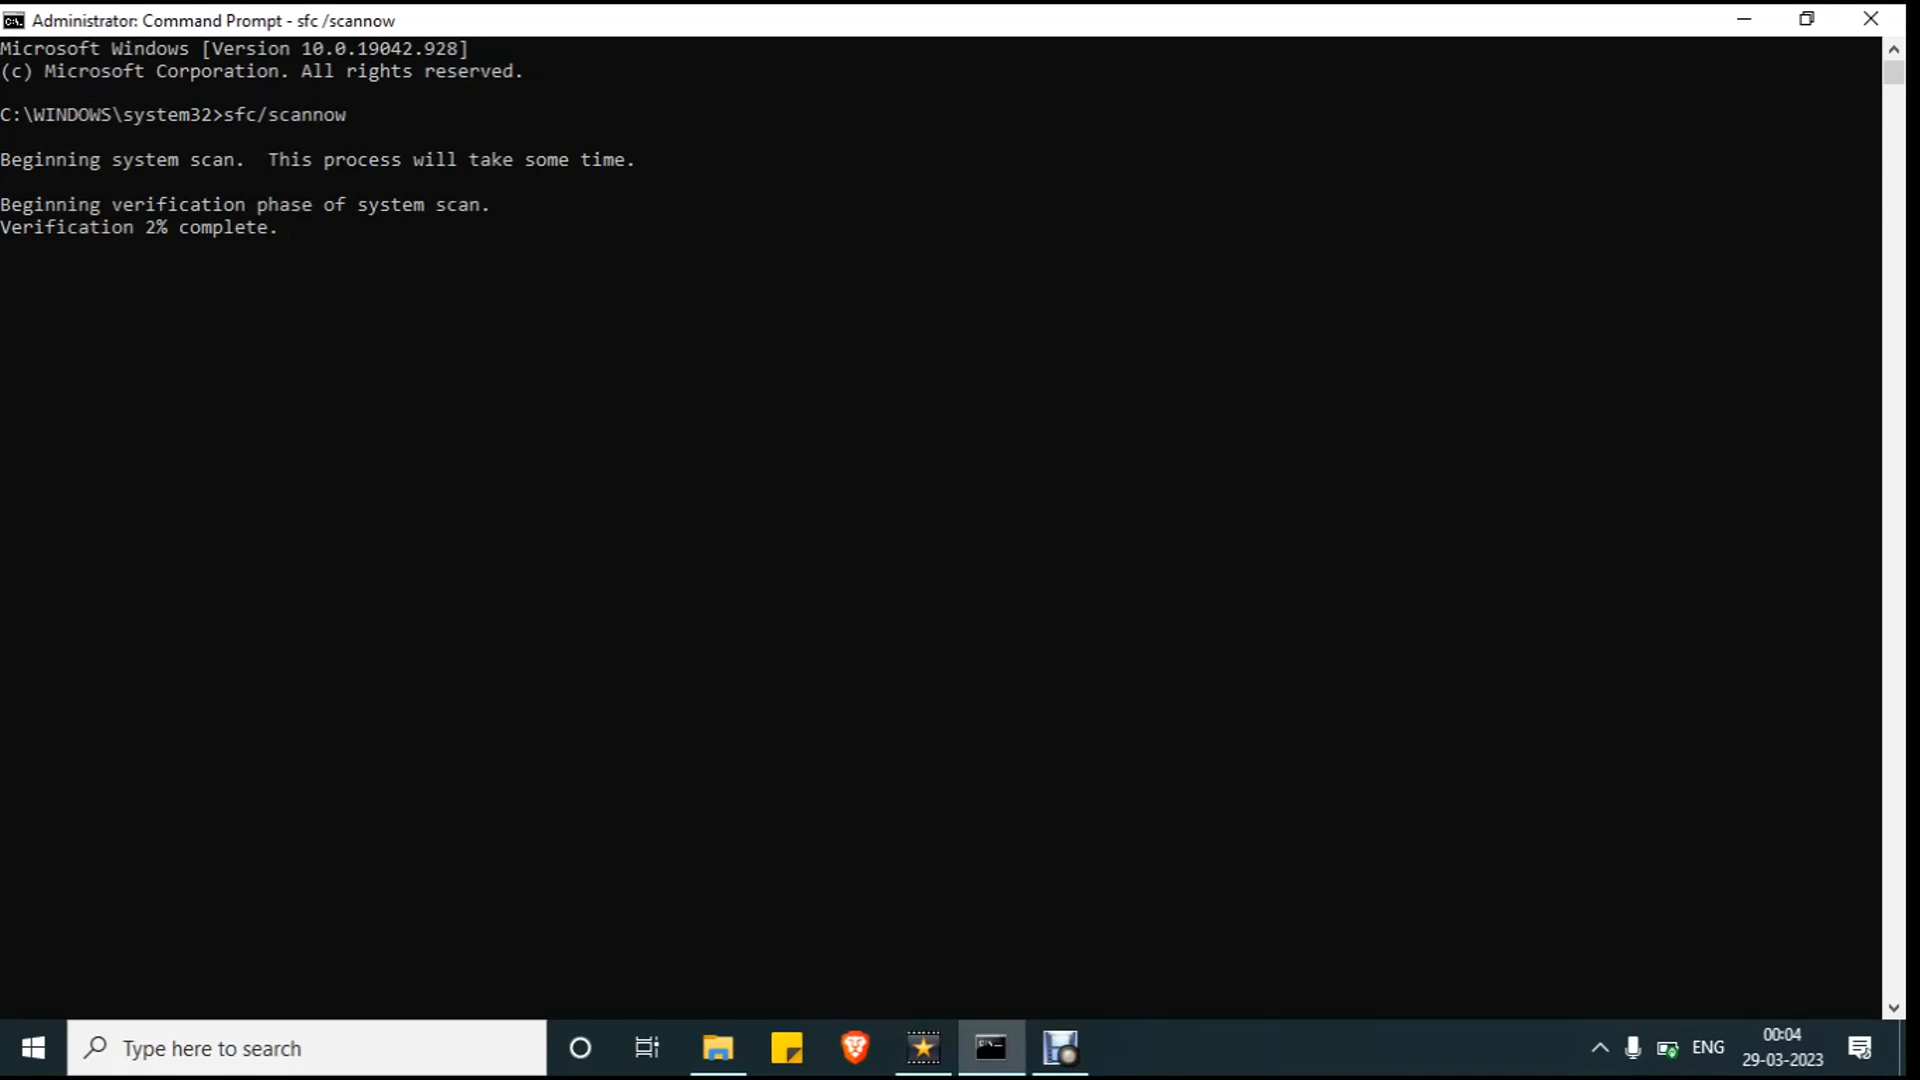 Administrator: Command Prompt - sfc /scannow
Microsoft Windows [Version 10.0.19042.928]
(c) Microsoft Corporation. All rights reserved.
C:\WINDOWS\system32>sfc/scannow
Beginning system scan.  This process will take some time.
Beginning verification phase of system scan.
Verification 2% complete.
Type here to search
ENG
00:04
29-03-2023